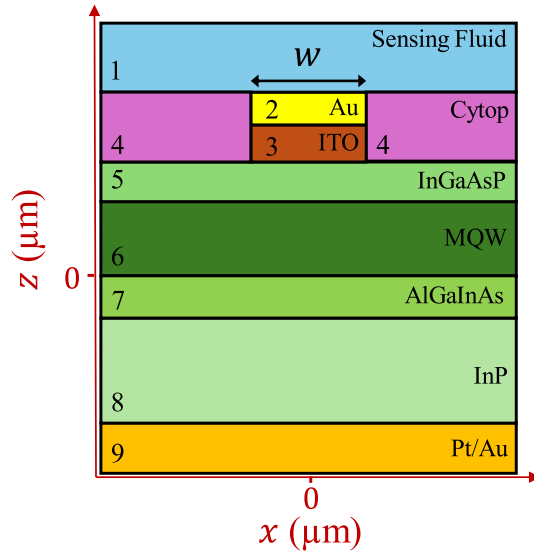 Sensing Fluid
1
w
2 Au
Cytop
4
3 ITO
4
5
InGaAsP
MQW
6
z (μm)
0
7
AlGaInAs
InP
8
9
Pt/Au
0
x (μm)